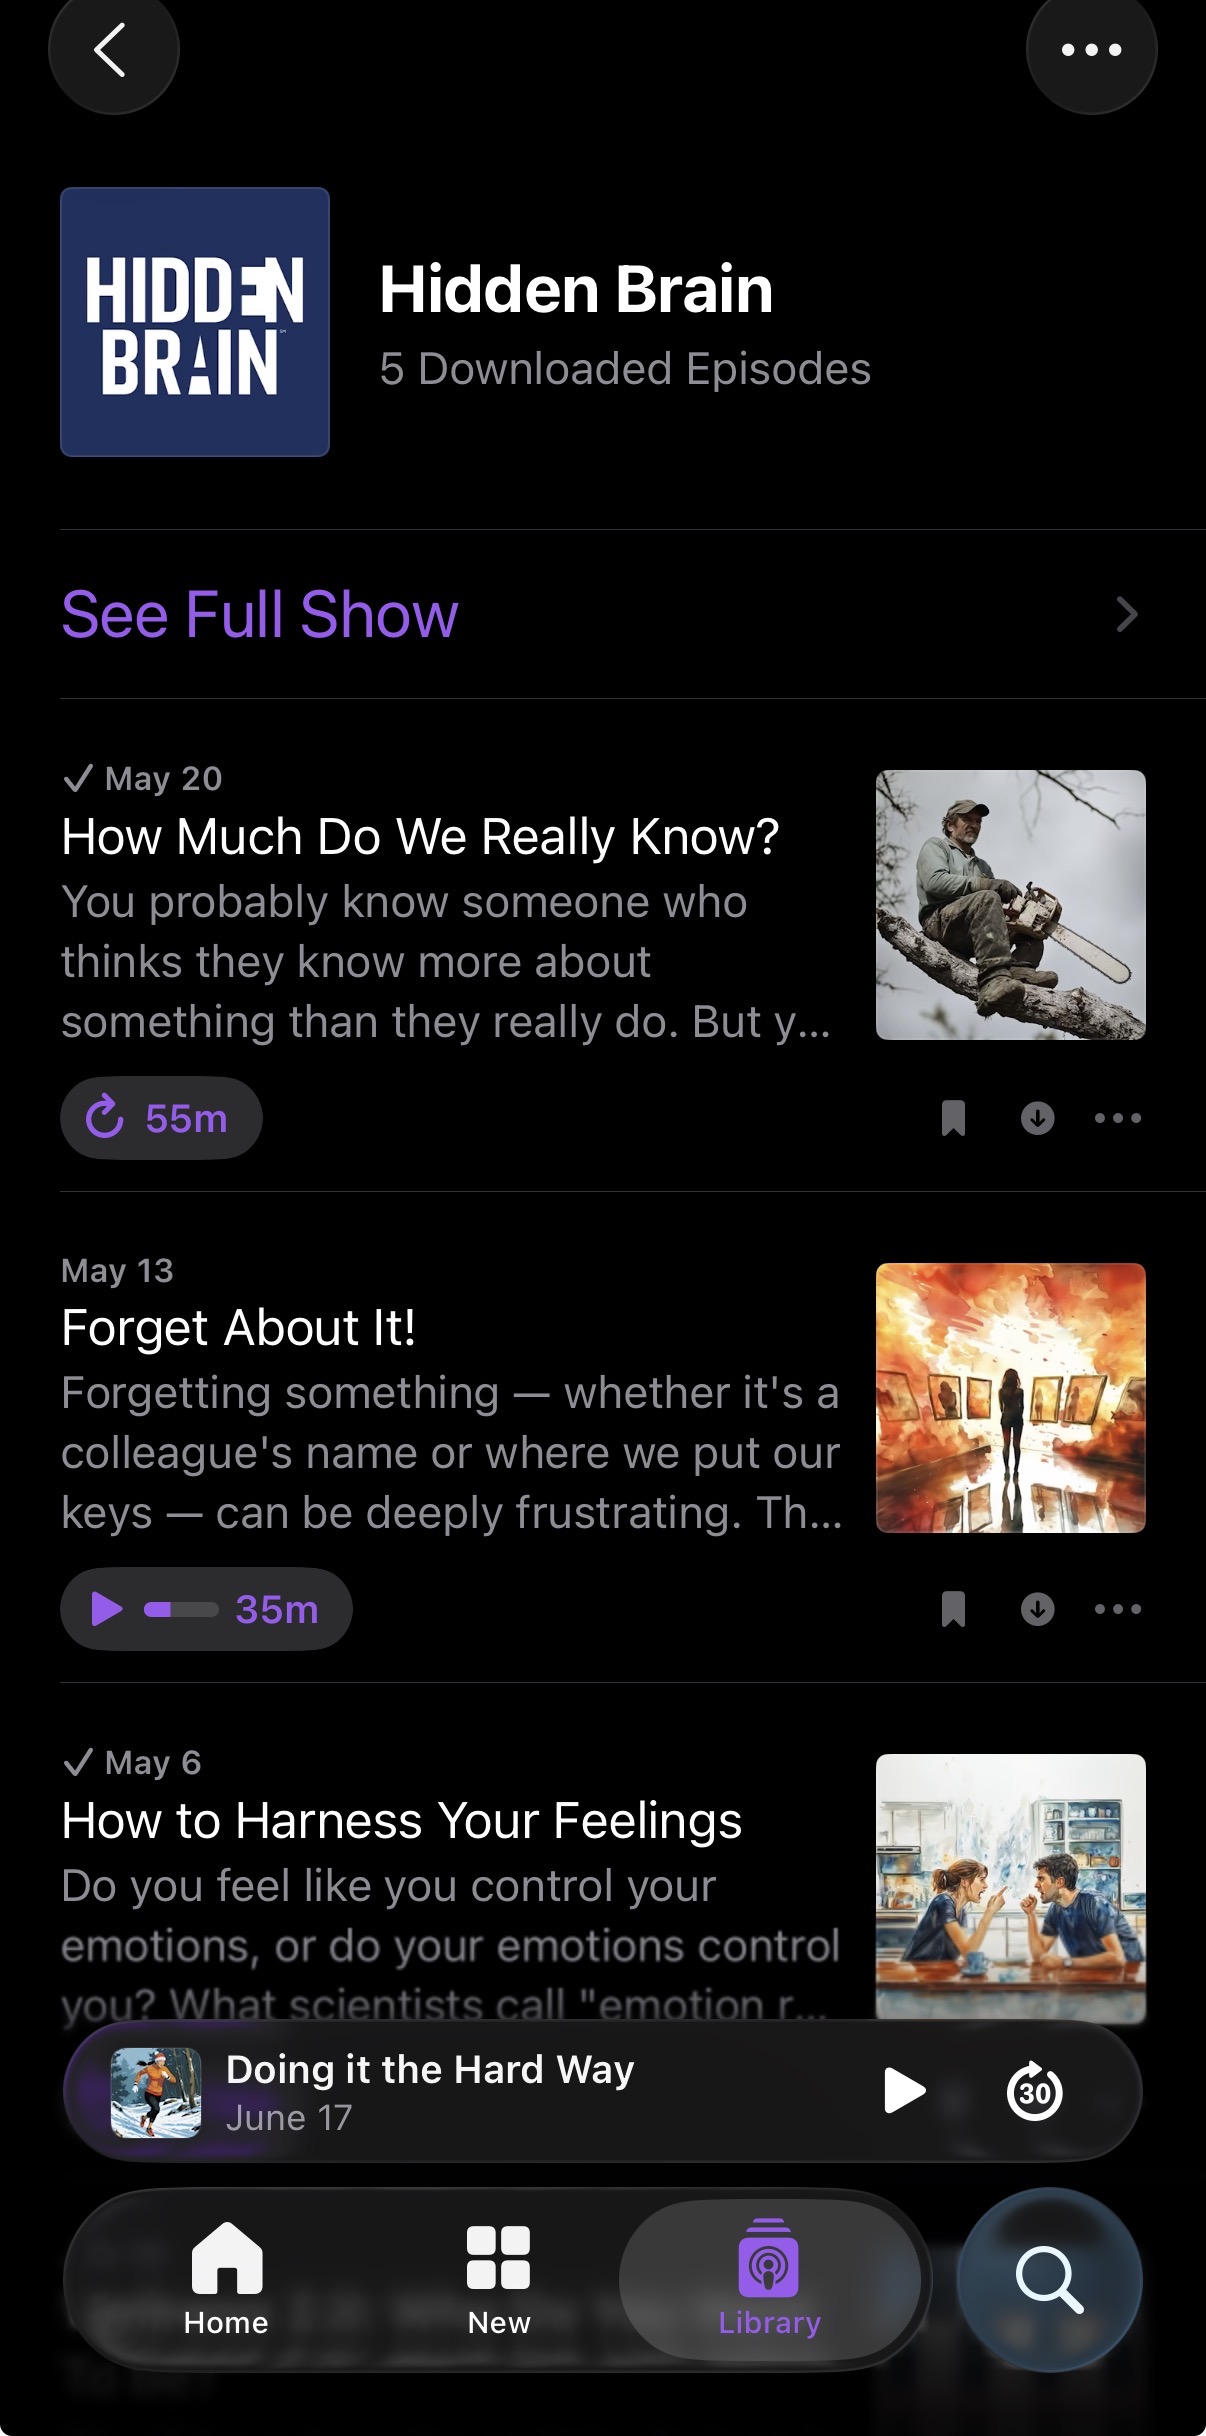 HIDDEN
BRAIN
Hidden Brain
5 Downloaded Episodes
See Full Show
May 20
How Much Do We Really Know?
You probably know someone who
thinks they know more about
something than they really do. But y...
55m
May 13
Forget About It!
Forgetting something — whether it's a
colleague's name or where we put our
keys — can be deeply frustrating. Th...
35m
May 6
How to Harness Your Feelings
Do you feel like you control your
emotions, or do your emotions control
you? What scientists call "emotion r...
Doing it the Hard Way
June 17
30
Home
New
Library